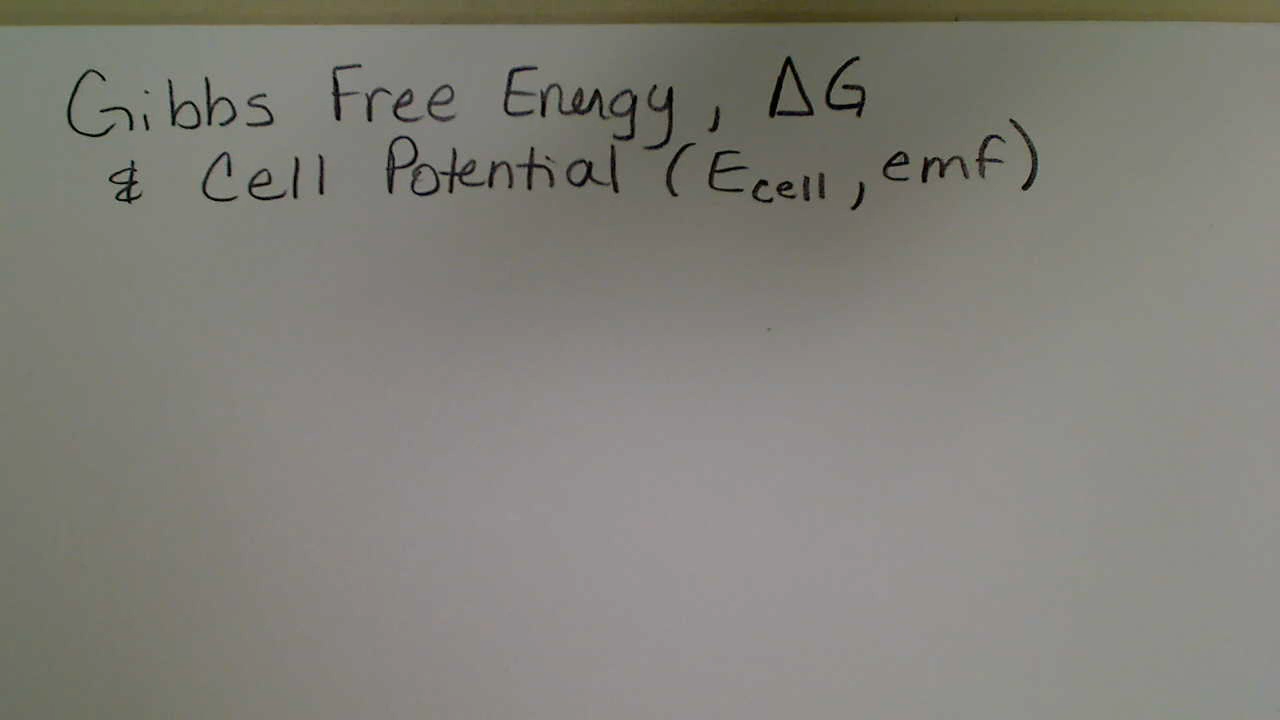 Gibbs Free Energy, ΔG
& Cell Potential (Ecell, emf)